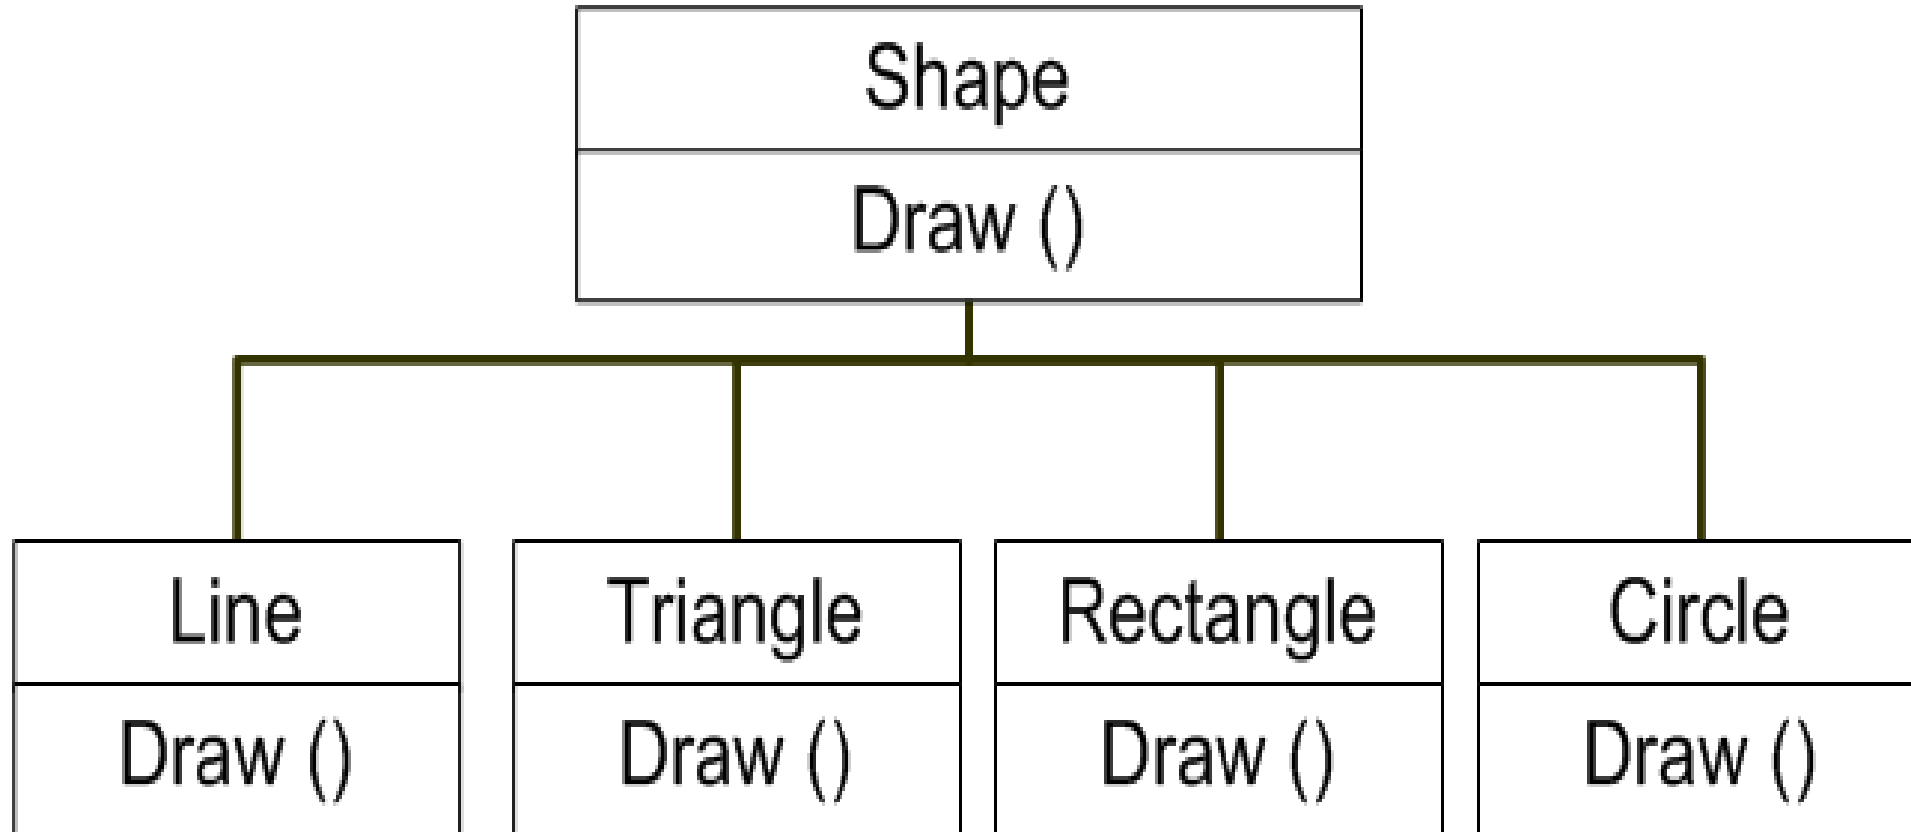 Shape
Draw ()
Line
Triangle
Rectangle
Circle
Draw ()
Draw ()
Draw ()
Draw ()